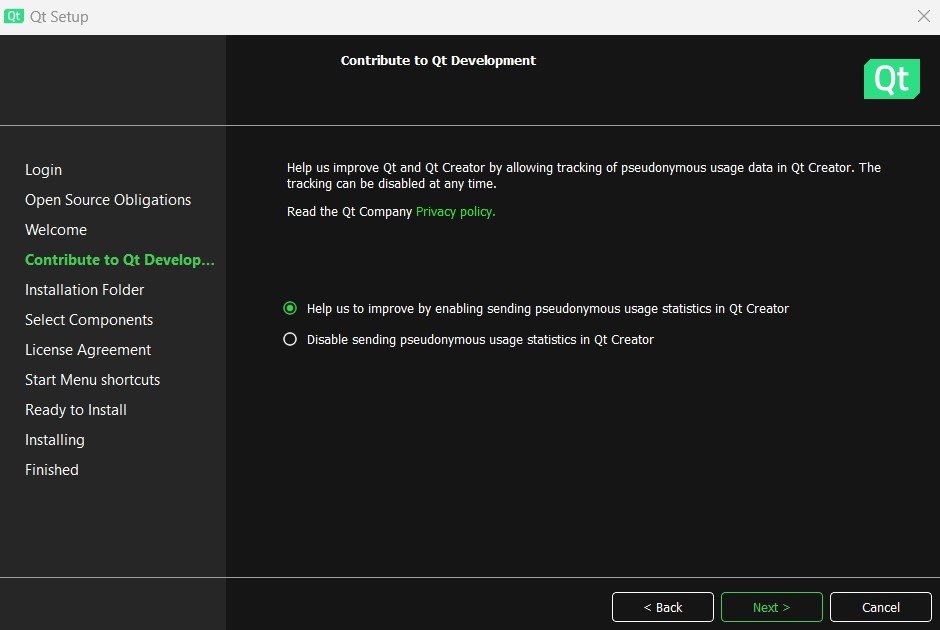 Qt Qt Setup
Contribute to Qt Development
Qt
Login
Open Source Obligations
Welcome
Contribute to Qt Develop...
Installation Folder
Select Components
License Agreement
Start Menu shortcuts
Ready to Install
Installing
Finished
Help us improve Qt and Qt Creator by allowing tracking of pseudonymous usage data in Qt Creator. The
tracking can be disabled at any time.
Read the Qt Company Privacy policy.
Help us to improve by enabling sending pseudonymous usage statistics in Qt Creator
Disable sending pseudonymous usage statistics in Qt Creator
< Back
Next >
Cancel